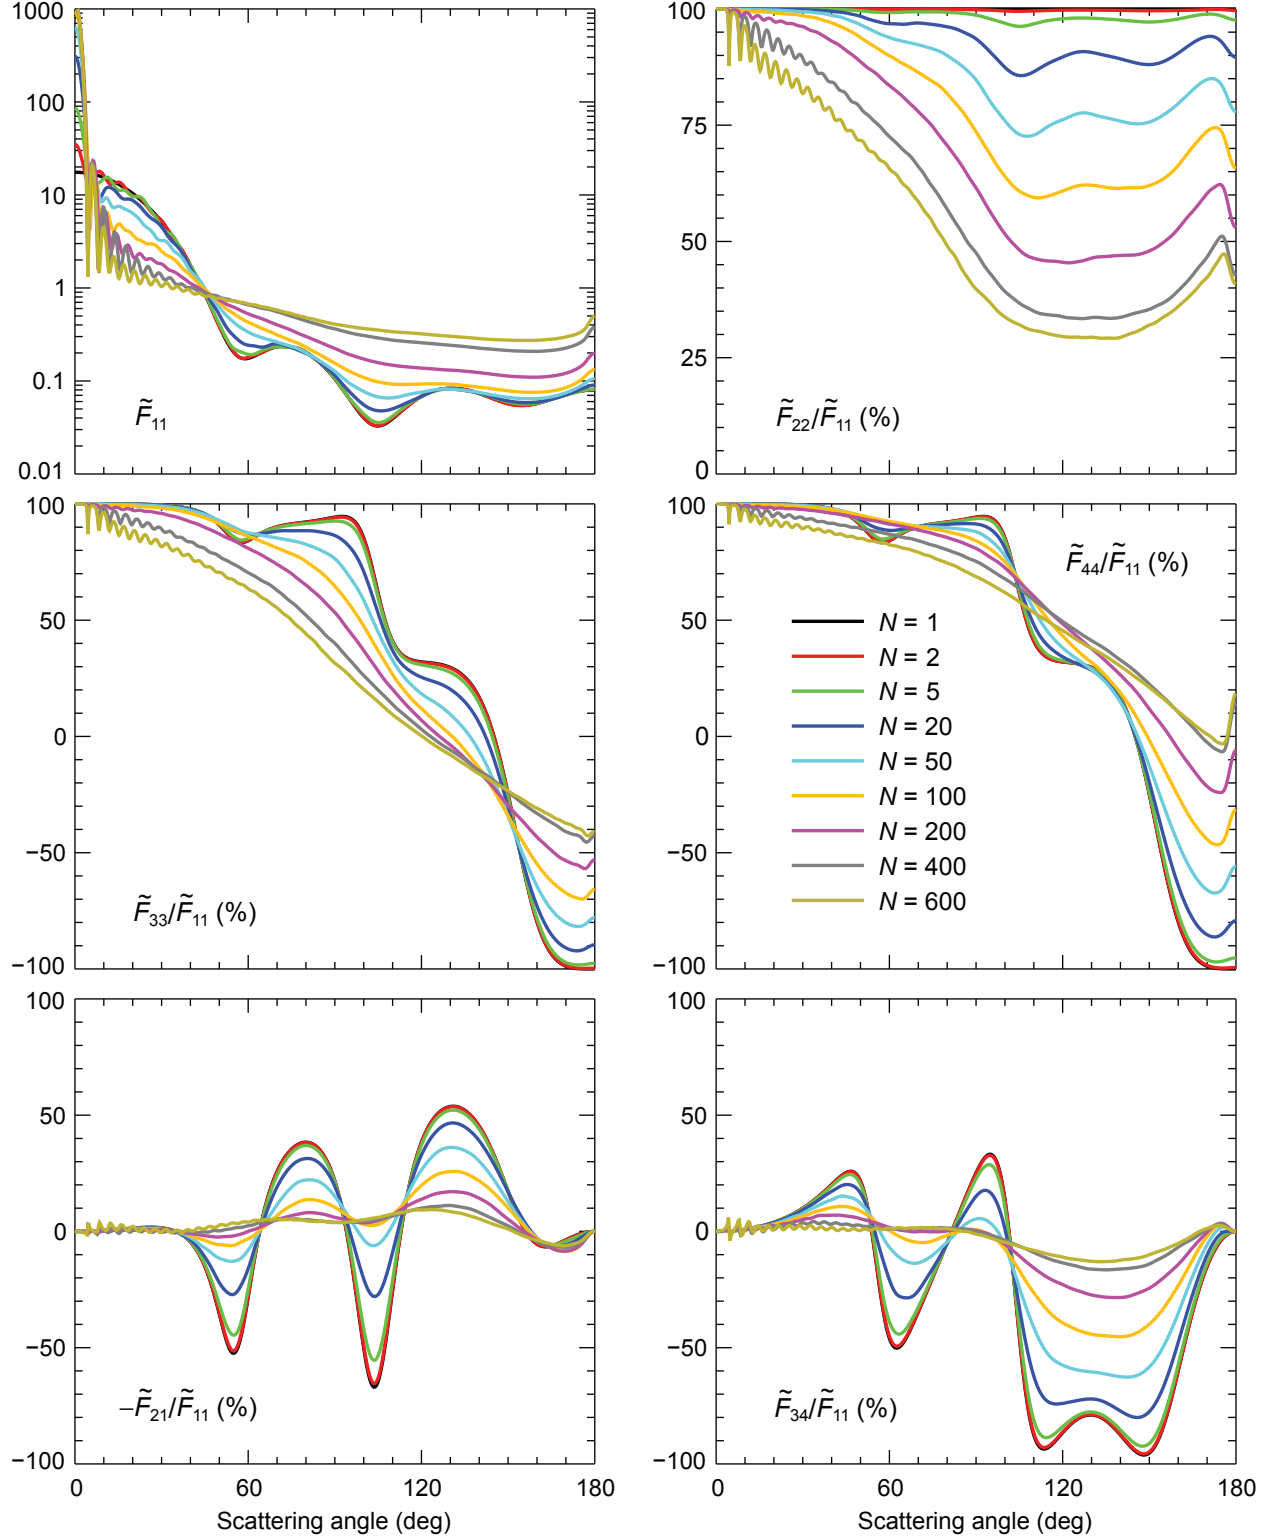 1000
100
10
1
0.1
0.01
F̃₁₁
100
75
50
25
0
F̃₂₂/F̃₁₁ (%)
100
50
0
−50
−100
F̃₃₃/F̃₁₁ (%)
100
50
0
−50
−100
F̃₄₄/F̃₁₁ (%)
N = 1
N = 2
N = 5
N = 20
N = 50
N = 100
N = 200
N = 400
N = 600
100
50
0
−50
−100
−F̃₂₁/F̃₁₁ (%)
0 60 120 180
Scattering angle (deg)
100
50
0
−50
−100
F̃₃₄/F̃₁₁ (%)
0 60 120 180
Scattering angle (deg)